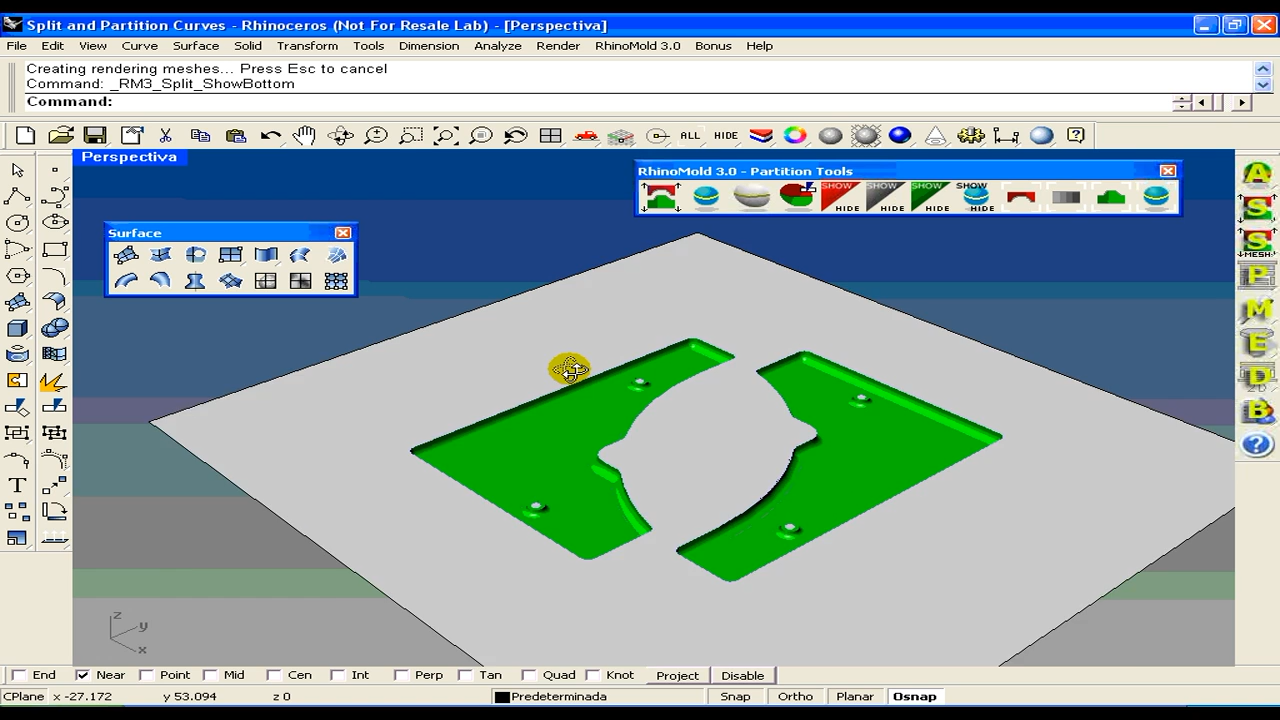 Split and Partition Curves - Rhinoceros (Not For Resale Lab) - [Perspectiva]
File Edit View Curve Surface Solid Transform Tools Dimension Analyze Render RhinoMold 3.0 Bonus Help
Creating rendering meshes... Press Esc to cancel
Command: _RM3_Split_ShowBottom
Command:
ALL HIDE
Perspectiva
RhinoMold 3.0 - Partition Tools
SHOW SHOW SHOW SHOW
HIDE HIDE HIDE HIDE
Surface
A
S
S
MESH
P
M
E
D
2D
B
T
z
y
x
End Near Point Mid Cen Int Perp Tan Quad Knot Project Disable
CPlane x -27.172 y 53.094 z 0 Predeterminada Snap Ortho Planar Osnap